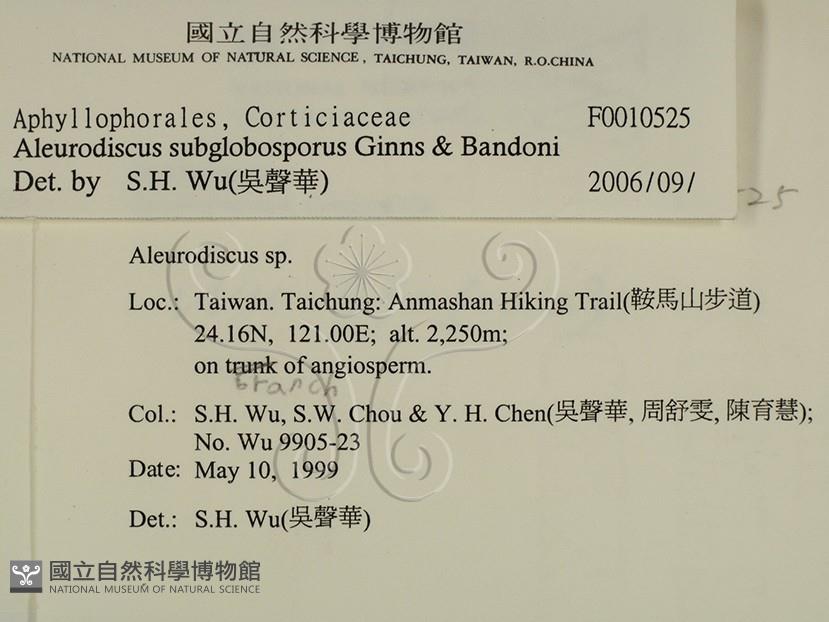 國立自然科學博物館
NATIONAL MUSEUM OF NATURAL SCIENCE, TAICHUNG, TAIWAN, R.O.CHINA
Aphyllophorales, Corticiaceae F0010525
Aleurodiscus subglobosporus Ginns & Bandoni
Det. by S.H. Wu(吳聲華) 2006/09/
-25
Aleurodiscus sp.
Loc.: Taiwan. Taichung: Anmashan Hiking Trail(鞍馬山步道)
24.16N, 121.00E; alt. 2,250m;
on trunk of angiosperm.
Branch
Col.: S.H. Wu, S.W. Chou & Y. H. Chen(吳聲華, 周舒雯, 陳育慧);
No. Wu 9905-23
Date: May 10, 1999
Det.: S.H. Wu(吳聲華)
國立自然科學博物館
NATIONAL MUSEUM OF NATURAL SCIENCE